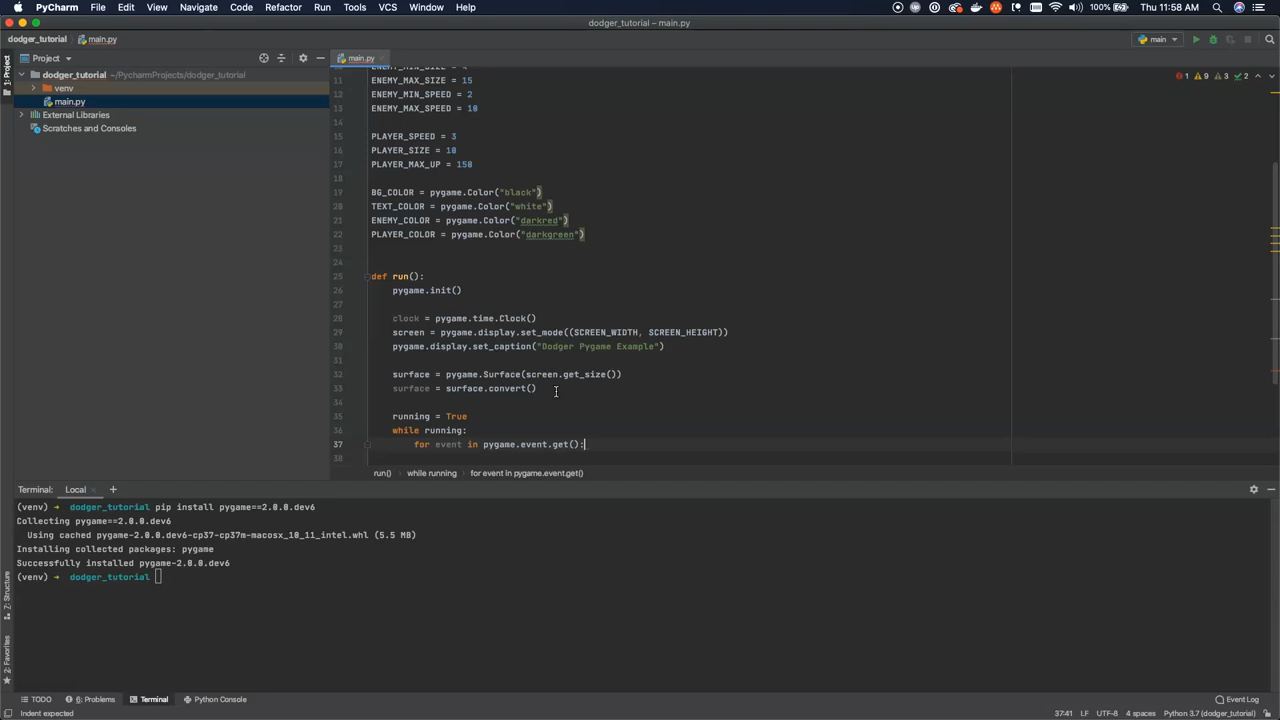 PyCharm File Edit View Navigate Code Refactor Run Tools VCS Window Help 100% Thu 11:58 AM
dodger_tutorial – main.py
dodger_tutorial main.py main
Project main.py
1: Project
dodger_tutorial ~/PycharmProjects/dodger_tutorial
venv
main.py
External Libraries
Scratches and Consoles
1 9 3 2
11 ENEMY_MAX_SIZE = 15
12 ENEMY_MIN_SPEED = 2
13 ENEMY_MAX_SPEED = 10
14
15 PLAYER_SPEED = 3
16 PLAYER_SIZE = 10
17 PLAYER_MAX_UP = 150
18
19 BG_COLOR = pygame.Color("black")
20 TEXT_COLOR = pygame.Color("white")
21 ENEMY_COLOR = pygame.Color("darkred")
22 PLAYER_COLOR = pygame.Color("darkgreen")
23
24
25 def run():
26 pygame.init()
27
28 clock = pygame.time.Clock()
29 screen = pygame.display.set_mode((SCREEN_WIDTH, SCREEN_HEIGHT))
30 pygame.display.set_caption("Dodger Pygame Example")
31
32 surface = pygame.Surface(screen.get_size())
33 surface = surface.convert()
34
35 running = True
36 while running:
37 for event in pygame.event.get():
38
run() while running for event in pygame.event.get()
Terminal: Local +
(venv) → dodger_tutorial pip install pygame==2.0.0.dev6
Collecting pygame==2.0.0.dev6
Using cached pygame-2.0.0.dev6-cp37-cp37m-macosx_10_11_intel.whl (5.5 MB)
Installing collected packages: pygame
Successfully installed pygame-2.0.0.dev6
(venv) → dodger_tutorial
7: Structure
2: Favorites
TODO 6: Problems Terminal Python Console Event Log
Indent expected 37:41 LF UTF-8 4 spaces Python 3.7 (dodger_tutorial)